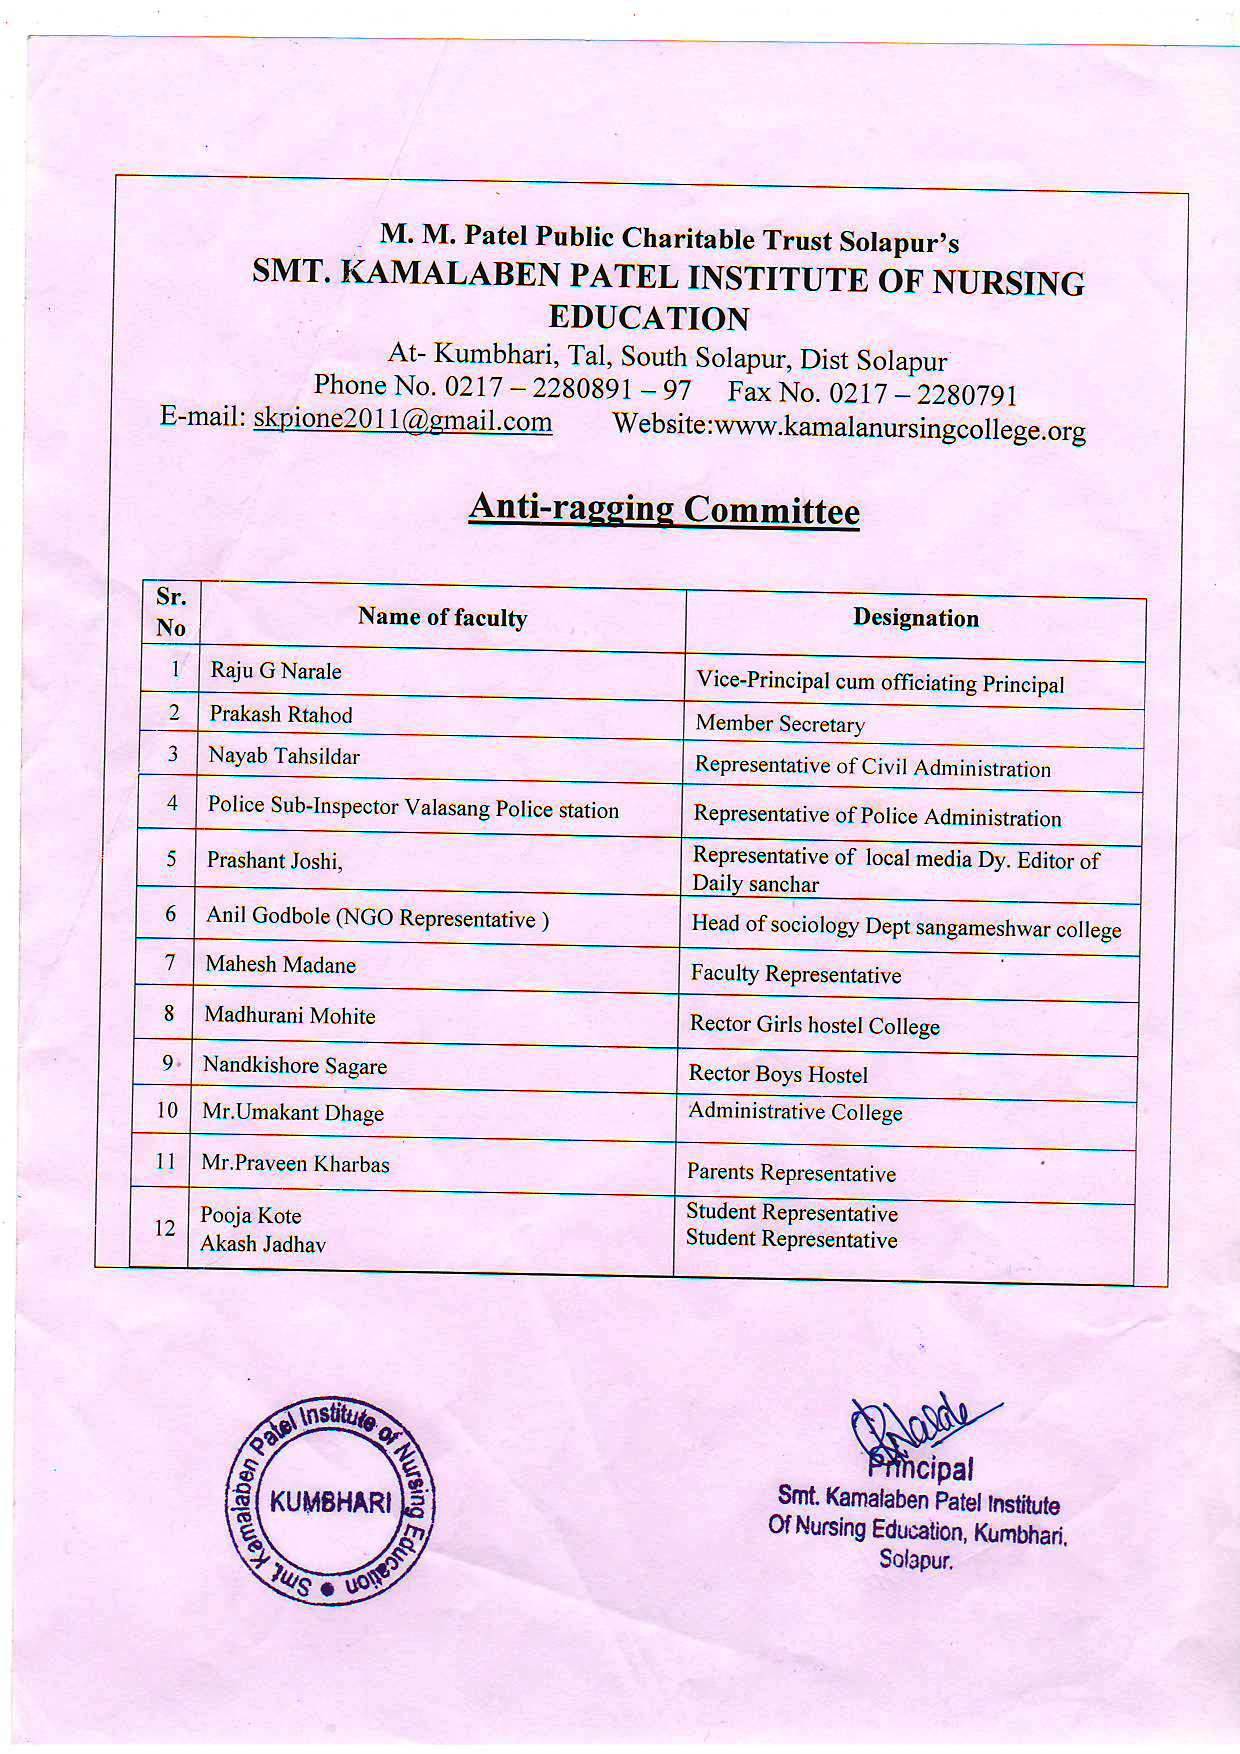 M. M. Patel Public Charitable Trust Solapur's
SMT. KAMALABEN PATEL INSTITUTE OF NURSING
EDUCATION
At- Kumbhari, Tal, South Solapur, Dist Solapur
Phone No. 0217 – 2280891 – 97 Fax No. 0217 – 2280791
E-mail: skpione2011@gmail.com Website:www.kamalanursingcollege.org
Anti-ragging Committee
Sr. No Name of faculty Designation
1 Raju G Narale Vice-Principal cum officiating Principal
2 Prakash Rtahod Member Secretary
3 Nayab Tahsildar Representative of Civil Administration
4 Police Sub-Inspector Valasang Police station Representative of Police Administration
5 Prashant Joshi, Representative of local media Dy. Editor of
Daily sanchar
6 Anil Godbole (NGO Representative ) Head of sociology Dept sangameshwar college
7 Mahesh Madane Faculty Representative
8 Madhurani Mohite Rector Girls hostel College
9 Nandkishore Sagare Rector Boys Hostel
10 Mr.Umakant Dhage Administrative College
11 Mr.Praveen Kharbas Parents Representative
12 Pooja Kote Student Representative
Akash Jadhav Student Representative
Smt. Kamalaben Patel Institute of Nursing Education
KUMBHARI
Principal
Smt. Kamalaben Patel Institute
Of Nursing Education, Kumbhari,
Solapur.